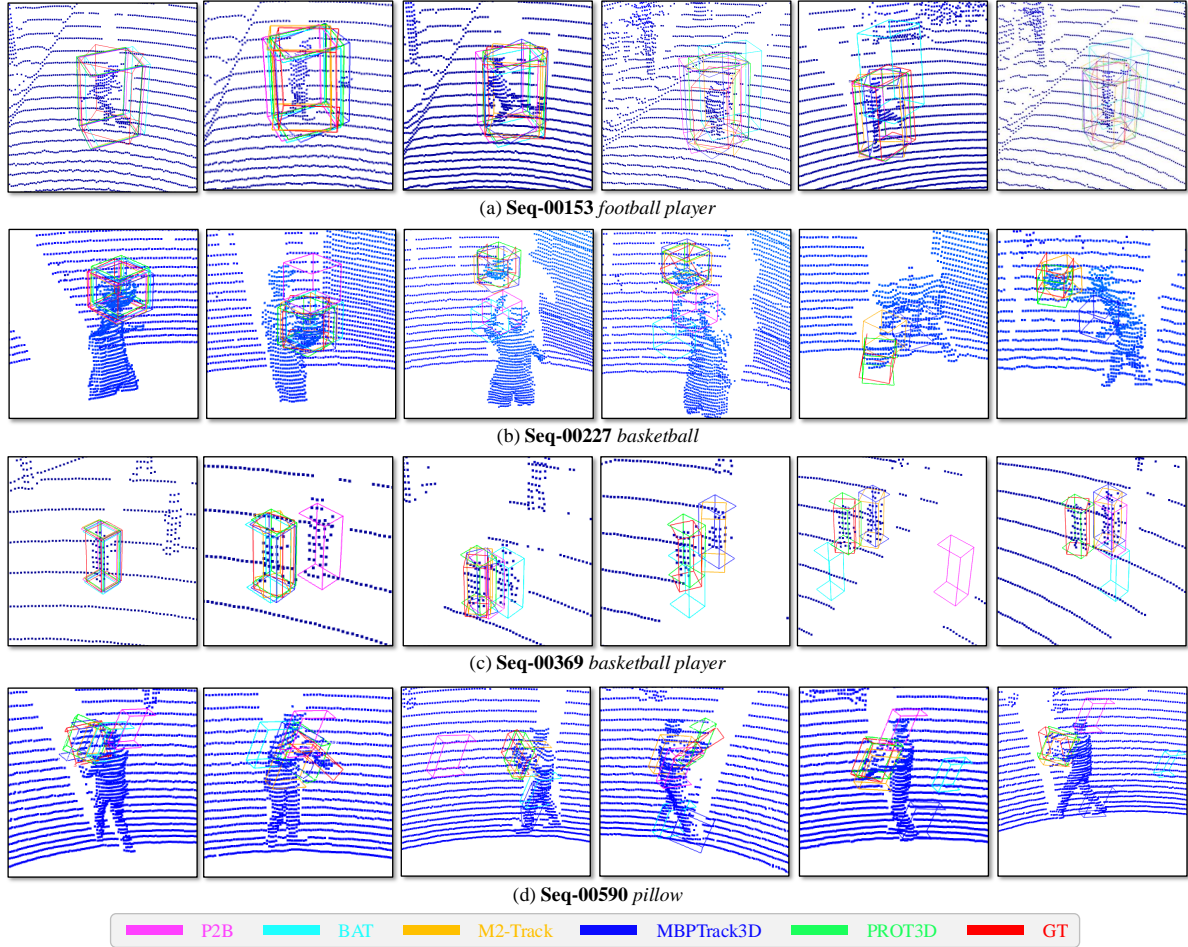 (a) Seq-00153 football player
(b) Seq-00227 basketball
(c) Seq-00369 basketball player
(d) Seq-00590 pillow
P2B BAT M2-Track MBPTrack3D PROT3D GT